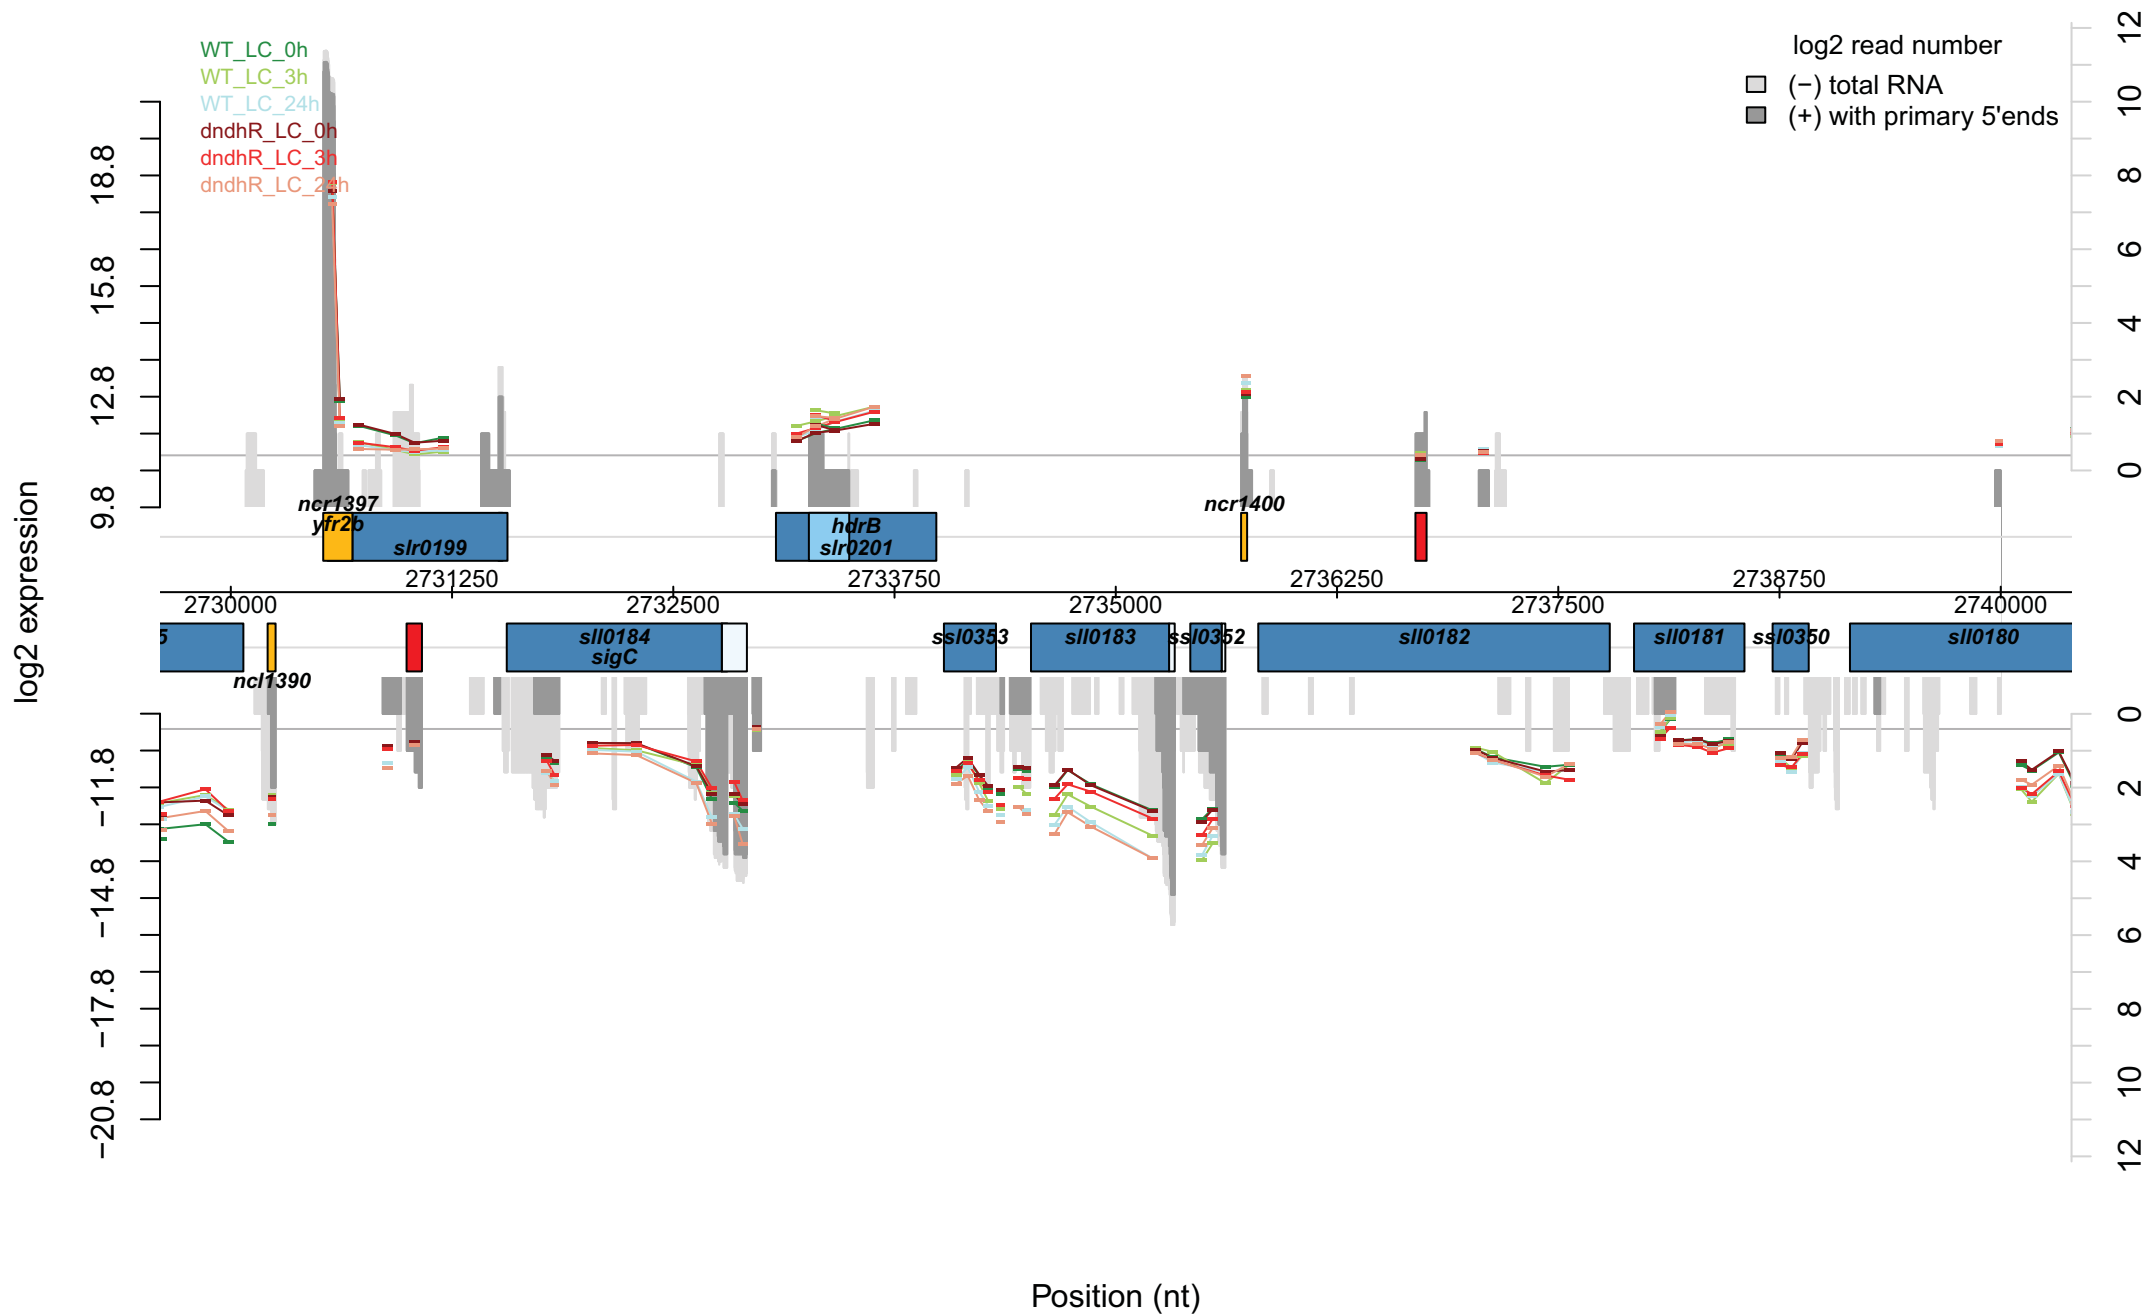 WT_LC_0h
WT_LC_3h
WT_LC_24h
dndhR_LC_0h
dndhR_LC_3h
dndhR_LC_24h
log2 read number
(−) total RNA
(+) with primary 5'ends
12
10
8
6
4
2
0
18.8
15.8
12.8
9.8
log2 expression
ncr1397
yfr2b
slr0199
hdrB
slr0201
ncr1400
2731250
2733750
2736250
2738750
2730000
2732500
2735000
2737500
2740000
5
sll0184
sigC
ssl0353
sll0183
ssl0352
sll0182
sll0181
ssl0350
sll0180
ncl1390
−11.8
−14.8
−17.8
−20.8
0
2
4
6
8
10
12
Position (nt)